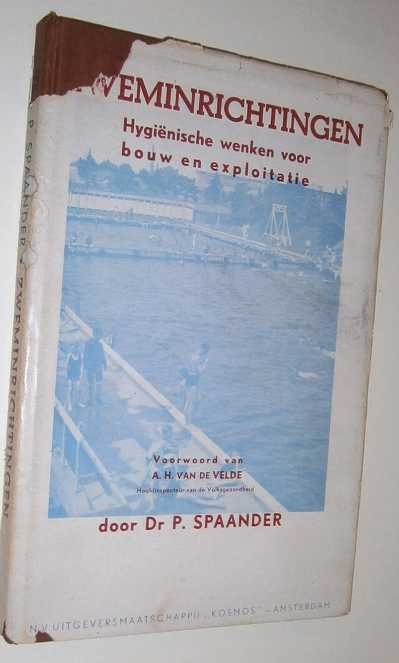 WEMINRICHTINGEN
Hygiënische wenken voor
bouw en exploitatie
Voorwoord van
A. H. VAN DE VELDE
Hoofdinspecteur van de Volksgezondheid
door Dr P. SPAANDER
N.V. UITGEVERSMAATSCHAPPIJ „KOSMOS" - AMSTERDAM
P. SPAANDER - ZWEMINRICHTINGEN